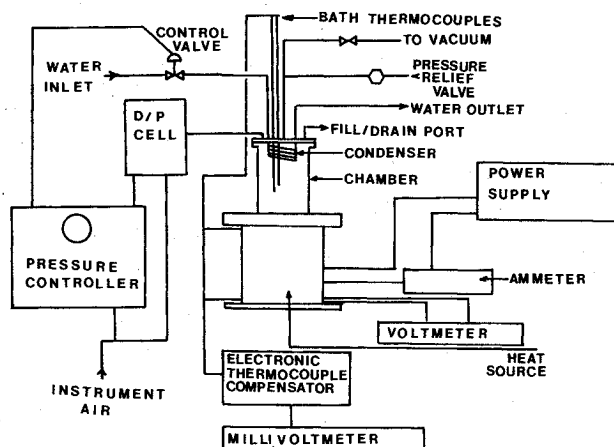 BATH THERMOCOUPLES
CONTROL
VALVE
TO VACUUM
WATER
INLET
PRESSURE
RELIEF
VALVE
WATER OUTLET
D/P
CELL
FILL/DRAIN PORT
CONDENSER
CHAMBER
POWER
SUPPLY
PRESSURE
CONTROLLER
AMMETER
VOLTMETER
HEAT
SOURCE
ELECTRONIC
THERMOCOUPLE
COMPENSATOR
INSTRUMENT
AIR
MILLIVOLTMETER